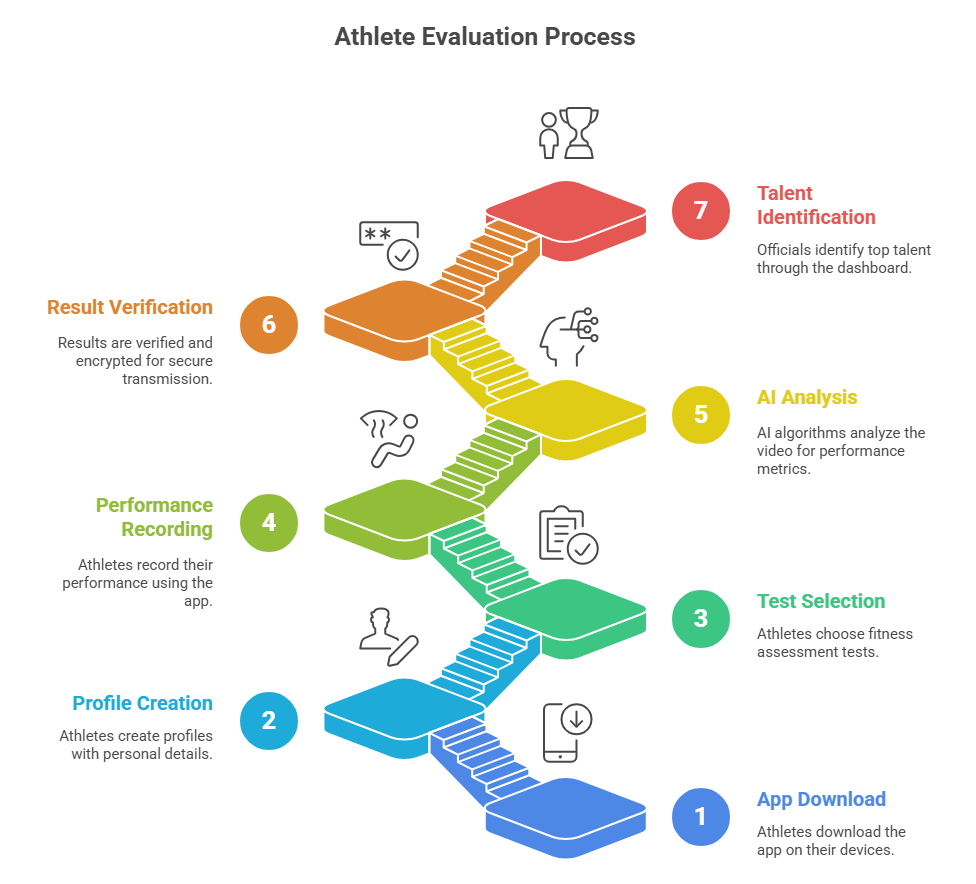 Athlete Evaluation Process
7
Talent
Identification
Officials identify top talent
through the dashboard.
**
Result Verification
6
Results are verified and
encrypted for secure
transmission.
5
AI Analysis
AI algorithms analyze the
video for performance
metrics.
Performance
Recording
4
Athletes record their
performance using the
app.
3
Test Selection
Athletes choose fitness
assessment tests.
Profile Creation
2
Athletes create profiles
with personal details.
1
App Download
Athletes download the
app on their devices.